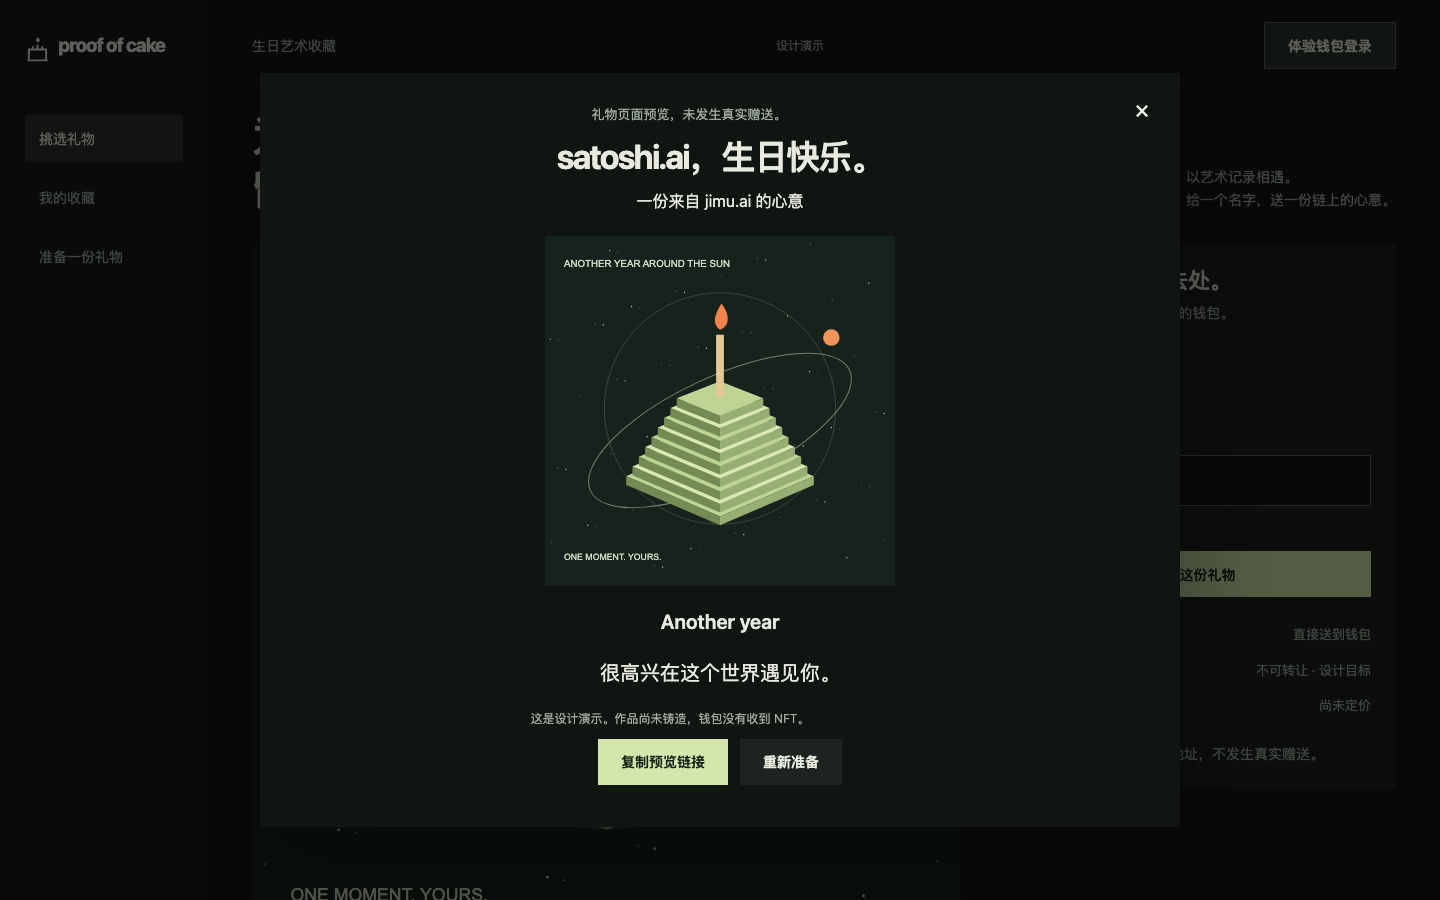 proof of cake
生日艺术收藏
设计演示
体验钱包登录
挑选礼物
我的收藏
准备一份礼物
礼物页面预览，未发生真实赠送。
×
satoshi.ai，生日快乐。
一份来自 jimu.ai 的心意
ANOTHER YEAR AROUND THE SUN
ONE MOMENT. YOURS.
Another year
很高兴在这个世界遇见你。
这是设计演示。作品尚未铸造，钱包没有收到 NFT。
复制预览链接
重新准备
以艺术记录相遇。
给一个名字，送一份链上的心意。
去处。
的钱包。
这份礼物
直接送到钱包
不可转让 · 设计目标
尚未定价
地址，不发生真实赠送。
ONE MOMENT. YOURS.